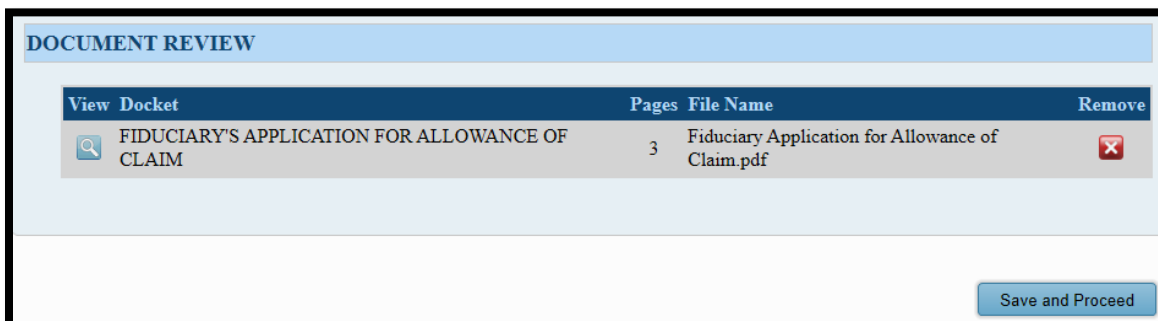 DOCUMENT REVIEW
View Docket Pages File Name Remove
FIDUCIARY'S APPLICATION FOR ALLOWANCE OF
CLAIM
3
Fiduciary Application for Allowance of
Claim.pdf
Save and Proceed